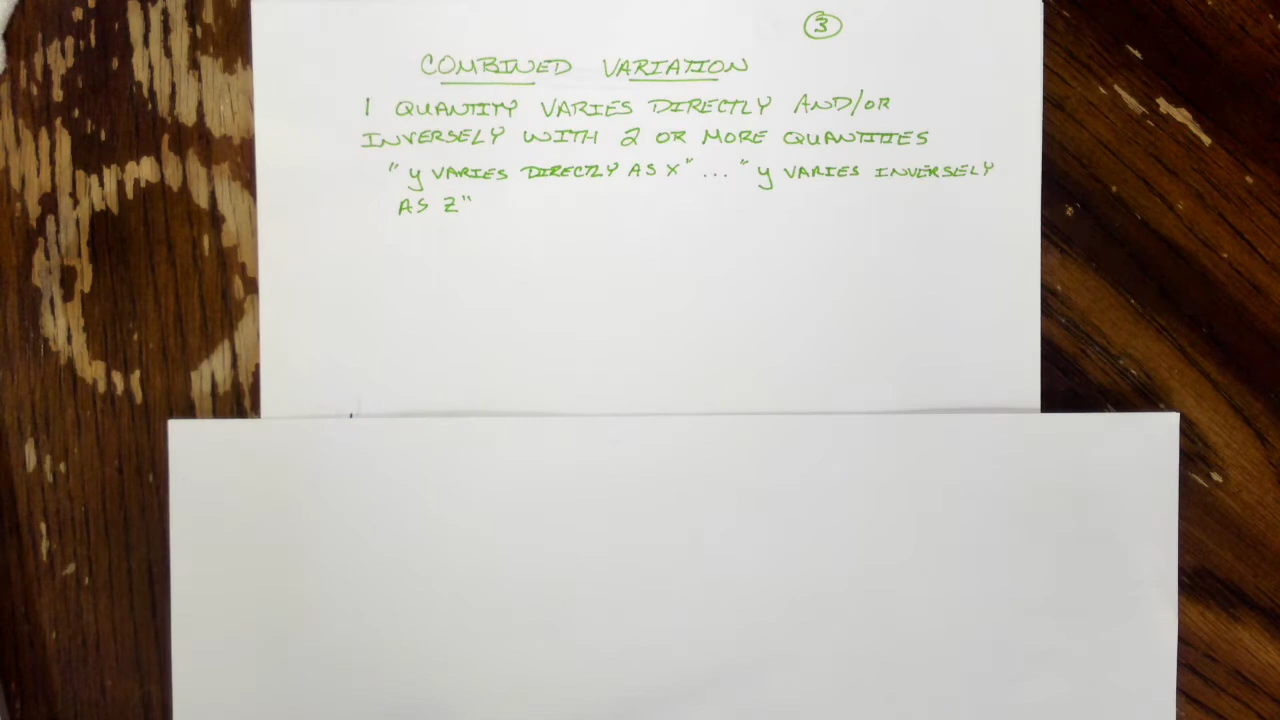 3
COMBINED VARIATION
1 QUANTITY VARIES DIRECTLY AND/OR
INVERSELY WITH 2 OR MORE QUANTITIES
"y VARIES DIRECTLY AS X" ... "y VARIES INVERSELY
AS Z"